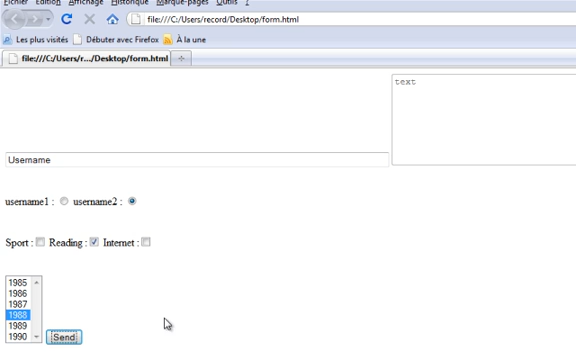 Fichier Edition Affichage Historique Marque-pages Outils ?
file:///C:/Users/record/Desktop/form.html
Les plus visités Débuter avec Firefox À la une
file:///C:/Users/r.../Desktop/form.html
text
Username
username1 : username2 :
Sport : Reading : Internet :
1985
1986
1987
1988
1989
1990 Send